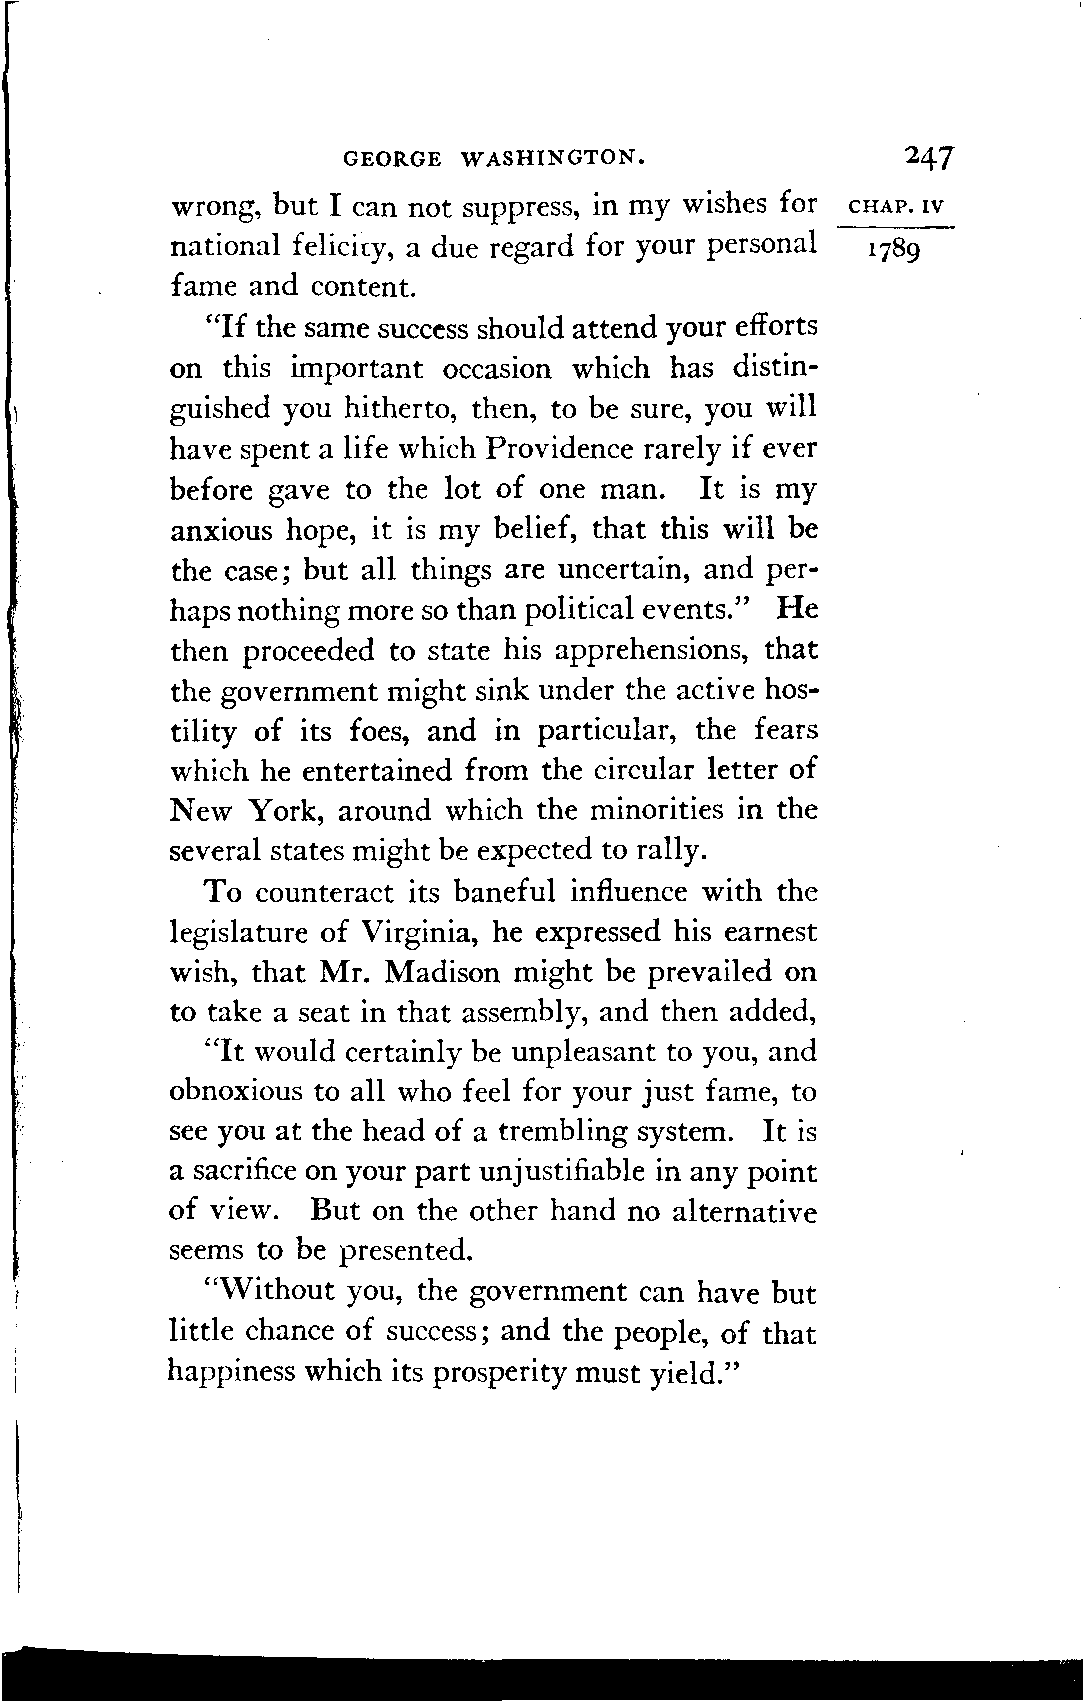 GEORGE WASHINGTON. 247
wrong, but I can not suppress, in my wishes for
CHAP. IV
national felicity, a due regard for your personal
1789
fame and content.
“If the same success should attend your efforts
on this important occasion which has distin-
guished you hitherto, then, to be sure, you will
have spent a life which Providence rarely if ever
before gave to the lot of one man. It is my
anxious hope, it is my belief, that this will be
the case; but all things are uncertain, and per-
haps nothing more so than political events.” He
then proceeded to state his apprehensions, that
the government might sink under the active hos-
tility of its foes, and in particular, the fears
which he entertained from the circular letter of
New York, around which the minorities in the
several states might be expected to rally.
To counteract its baneful influence with the
legislature of Virginia, he expressed his earnest
wish, that Mr. Madison might be prevailed on
to take a seat in that assembly, and then added,
“It would certainly be unpleasant to you, and
obnoxious to all who feel for your just fame, to
see you at the head of a trembling system. It is
a sacrifice on your part unjustifiable in any point
of view. But on the other hand no alternative
seems to be presented.
“Without you, the government can have but
little chance of success; and the people, of that
happiness which its prosperity must yield.”